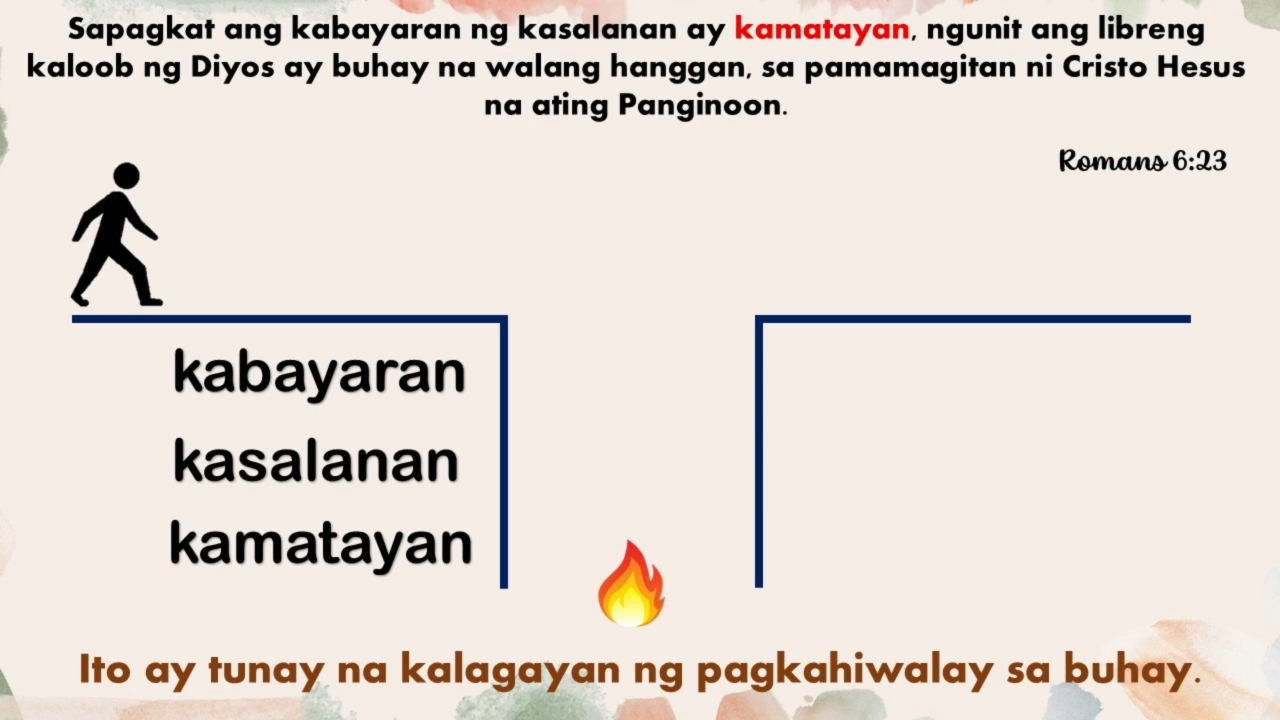 Sapagkat ang kabayaran ng kasalanan ay kamatayan, ngunit ang libreng
kaloob ng Diyos ay buhay na walang hanggan, sa pamamagitan ni Cristo Hesus
na ating Panginoon.
Romans 6:23
kabayaran
kasalanan
kamatayan
Ito ay tunay na kalagayan ng pagkahiwalay sa buhay.